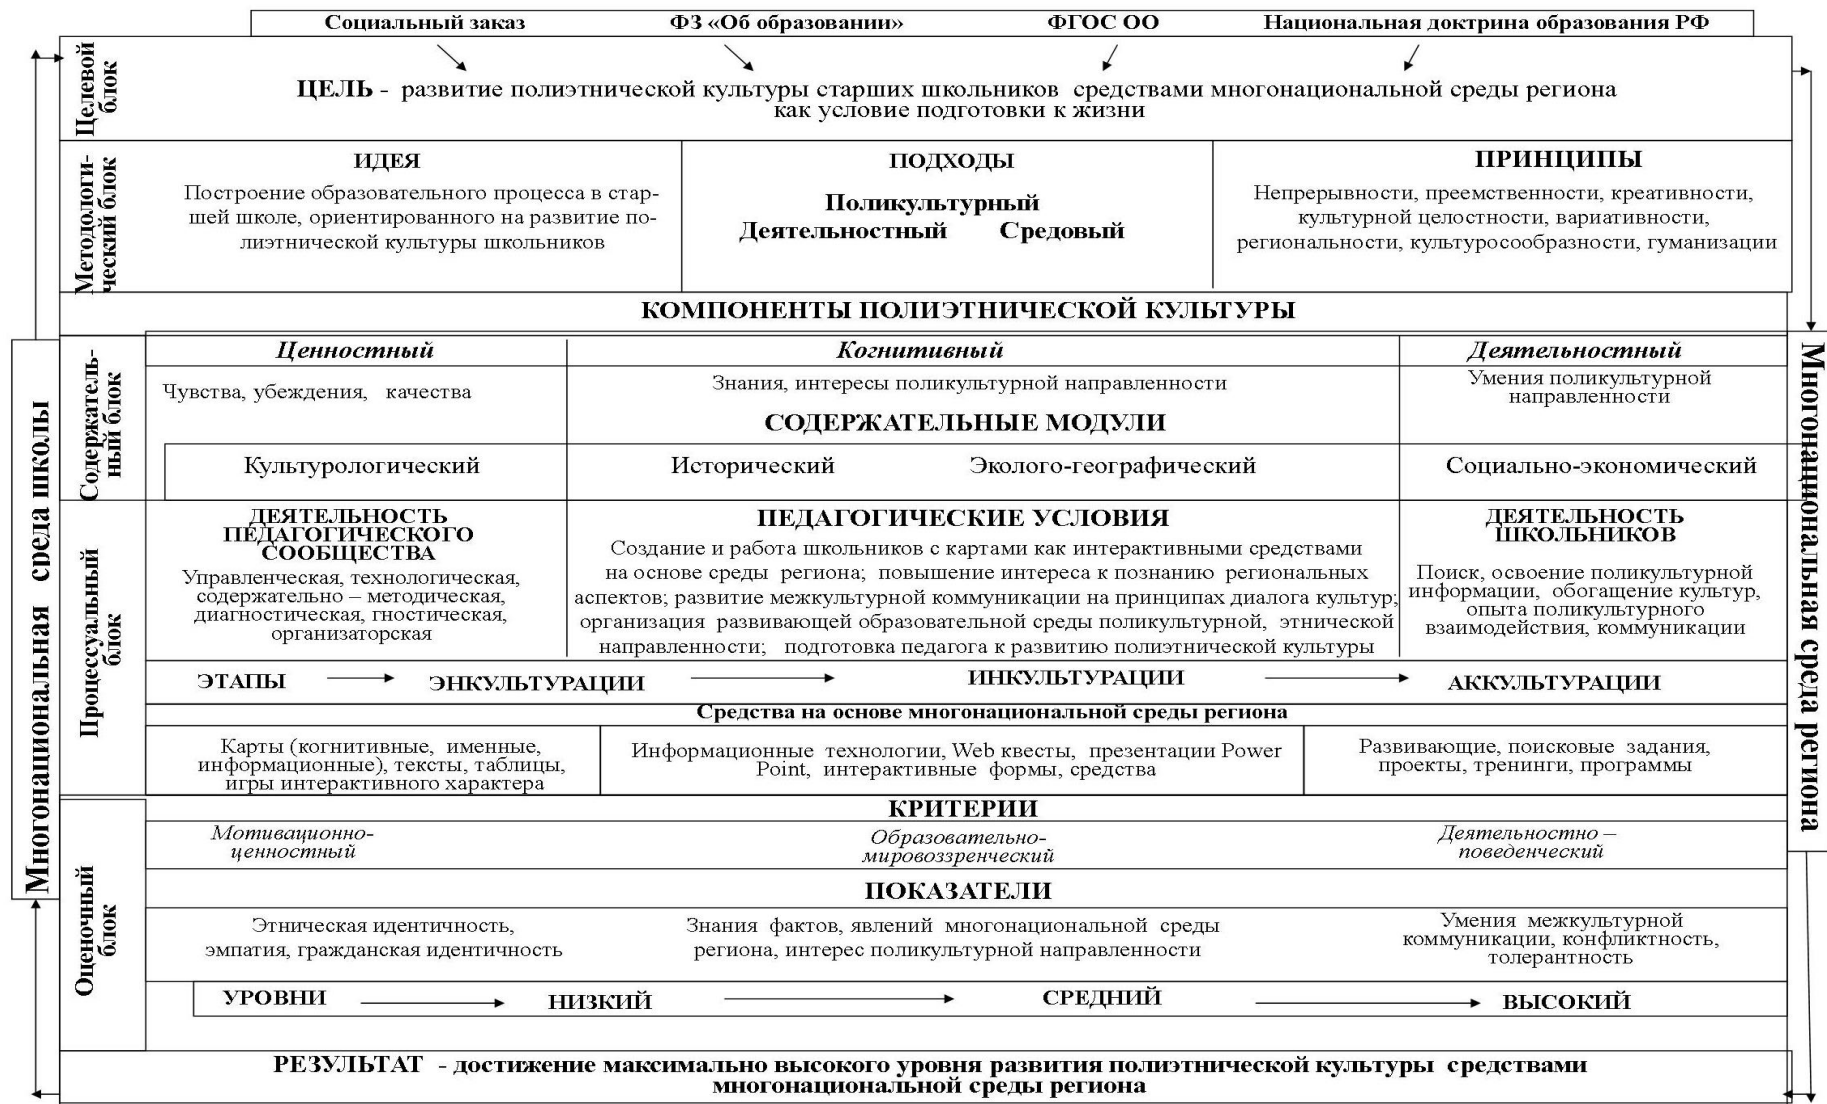 Социальный заказ
ФЗ «Об образовании»
ФГОС ОО
Национальная доктрина образования РФ
Целевой
блок
ЦЕЛЬ - развитие полиэтнической культуры старших школьников средствами многонациональной среды региона
как условие подготовки к жизни
Методологи-
ческий блок
ИДЕЯ
Построение образовательного процесса в стар-
шей школе, ориентированного на развитие по-
лиэтнической культуры школьников
ПОДХОДЫ
Поликультурный
Деятельностный Средовый
ПРИНЦИПЫ
Непрерывности, преемственности, креативности,
культурной целостности, вариативности,
региональности, культуросообразности, гуманизации
КОМПОНЕНТЫ ПОЛИЭТНИЧЕСКОЙ КУЛЬТУРЫ
Многонациональная среда школы
Многонациональная среда региона
Содержатель-
ный блок
Ценностный
Чувства, убеждения, качества
Когнитивный
Знания, интересы поликультурной направленности
Деятельностный
Умения поликультурной
направленности
СОДЕРЖАТЕЛЬНЫЕ МОДУЛИ
Культурологический
Исторический
Эколого-географический
Социально-экономический
Процессуальный
блок
ДЕЯТЕЛЬНОСТЬ
ПЕДАГОГИЧЕСКОГО
СООБЩЕСТВА
Управленческая, технологическая,
содержательно – методическая,
диагностическая, гностическая,
организаторская
ПЕДАГОГИЧЕСКИЕ УСЛОВИЯ
Создание и работа школьников с картами как интерактивными средствами
на основе среды региона; повышение интереса к познанию региональных
аспектов; развитие межкультурной коммуникации на принципах диалога культур;
организация развивающей образовательной среды поликультурной, этнической
направленности; подготовка педагога к развитию полиэтнической культуры
ДЕЯТЕЛЬНОСТЬ
ШКОЛЬНИКОВ
Поиск, освоение поликультурной
информации, обогащение культур,
опыта поликультурного
взаимодействия, коммуникации
ЭТАПЫ
ЭНКУЛЬТУРАЦИИ
ИНКУЛЬТУРАЦИИ
АККУЛЬТУРАЦИИ
Средства на основе многонациональной среды региона
Карты (когнитивные, именные,
информационные), тексты, таблицы,
игры интерактивного характера
Информационные технологии, Web квесты, презентации Power
Point, интерактивные формы, средства
Развивающие, поисковые задания,
проекты, тренинги, программы
Оценочный
блок
КРИТЕРИИ
Мотивационно-
ценностный
Образовательно-
мировоззренческий
Деятельностно –
поведенческий
ПОКАЗАТЕЛИ
Этническая идентичность,
эмпатия, гражданская идентичность
Знания фактов, явлений многонациональной среды
региона, интерес поликультурной направленности
Умения межкультурной
коммуникации, конфликтность,
толерантность
УРОВНИ
НИЗКИЙ
СРЕДНИЙ
ВЫСОКИЙ
РЕЗУЛЬТАТ - достижение максимально высокого уровня развития полиэтнической культуры средствами
многонациональной среды региона